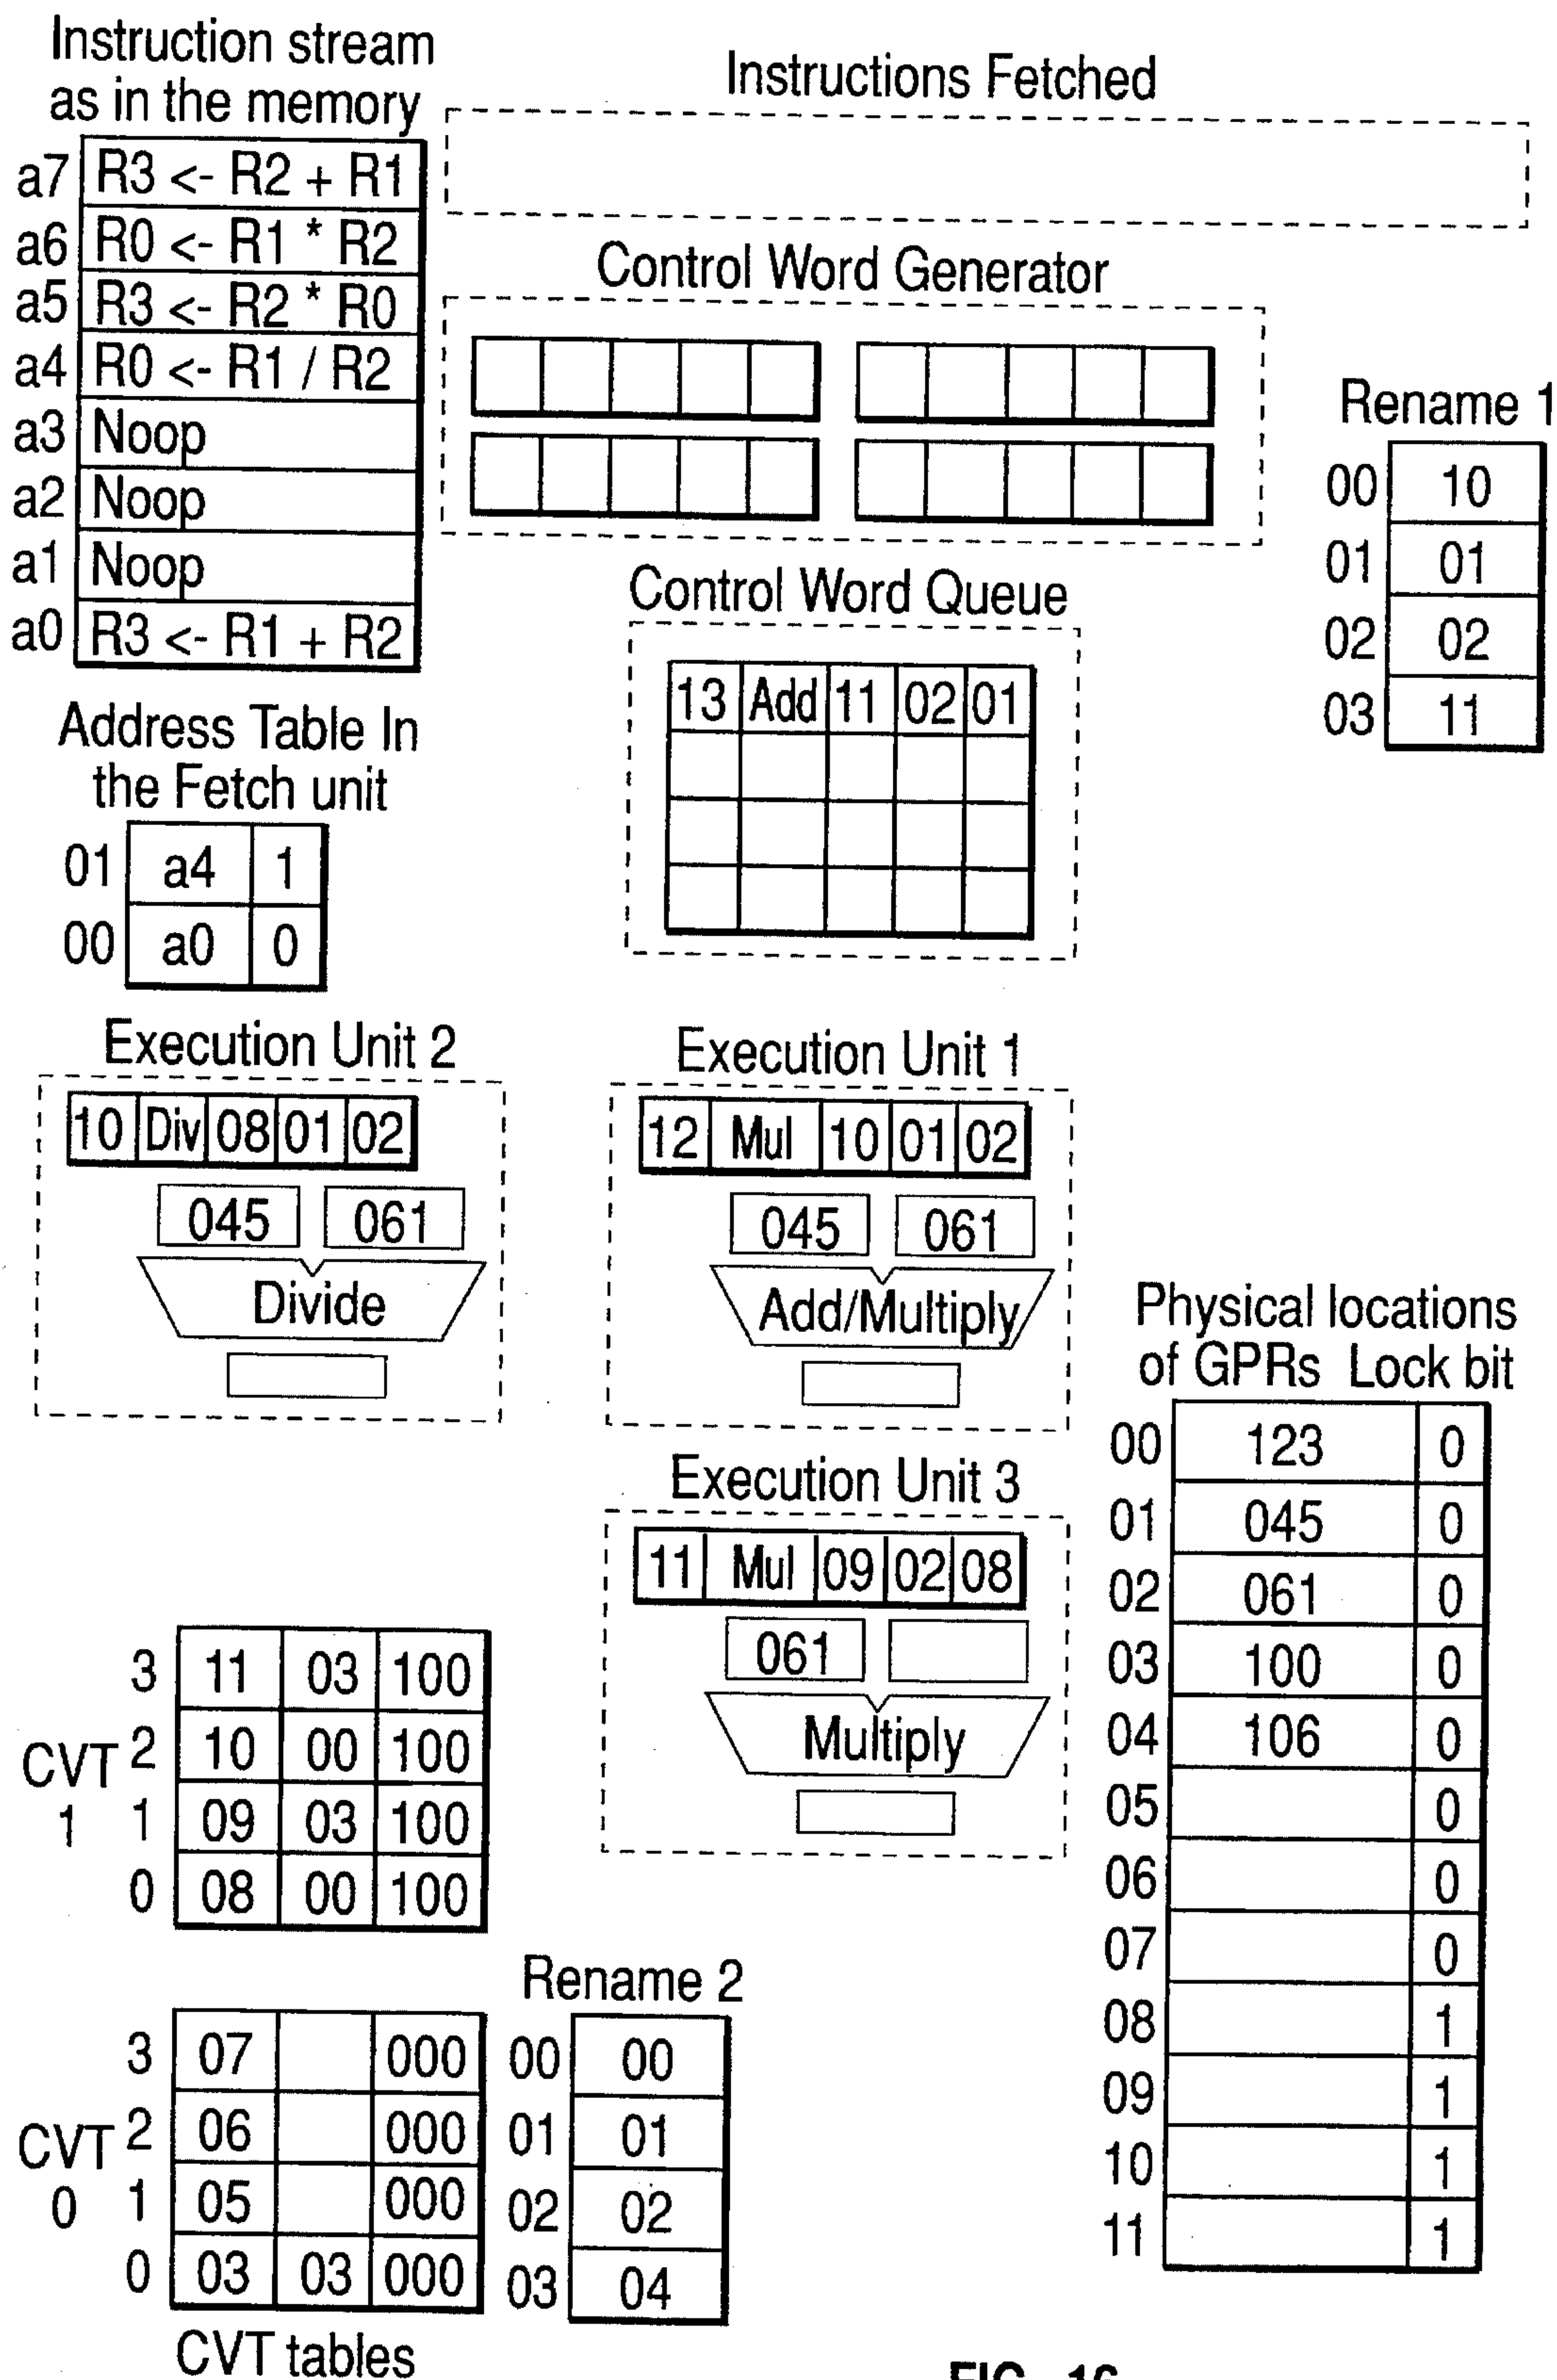 Instruction stream
as in the memory
a7 R3 <- R2 + R1
a6 R0 <- R1 * R2
a5 R3 <- R2 * R0
a4 R0 <- R1 / R2
a3 Noop
a2 Noop
a1 Noop
a0 R3 <- R1 + R2
Instructions Fetched
Control Word Generator
Rename 1
00 10
01 01
02 02
03 11
Control Word Queue
13 Add 11 02 01
Address Table In
the Fetch unit
01 a4 1
00 a0 0
Execution Unit 2
10 Div 08 01 02
045 061
Divide
Execution Unit 1
12 Mul 10 01 02
045 061
Add/Multiply
Execution Unit 3
11 Mul 09 02 08
061
Multiply
Physical locations
of GPRs Lock bit
00 123 0
01 045 0
02 061 0
03 100 0
04 106 0
05 0
06 0
07 0
08 1
09 1
10 1
11 1
CVT
1
3 11 03 100
2 10 00 100
1 09 03 100
0 08 00 100
CVT
0
3 07 000
2 06 000
1 05 000
0 03 03 000
CVT tables
Rename 2
00 00
01 01
02 02
03 04
FIG. 16